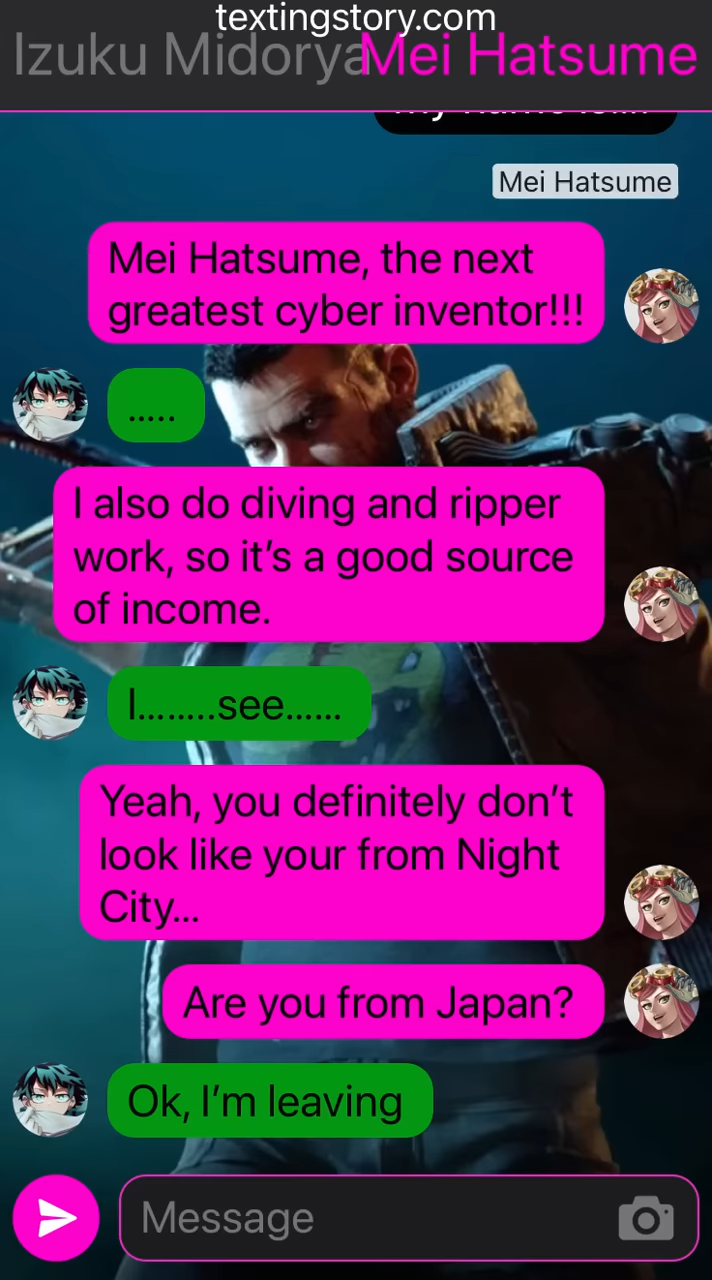 textingstory.com
Izuku Midorya
Mei Hatsume
Mei Hatsume
Mei Hatsume, the next
greatest cyber inventor!!!
.....
I also do diving and ripper
work, so it’s a good source
of income.
I........see......
Yeah, you definitely don’t
look like your from Night
City...
Are you from Japan?
Ok, I’m leaving
Message